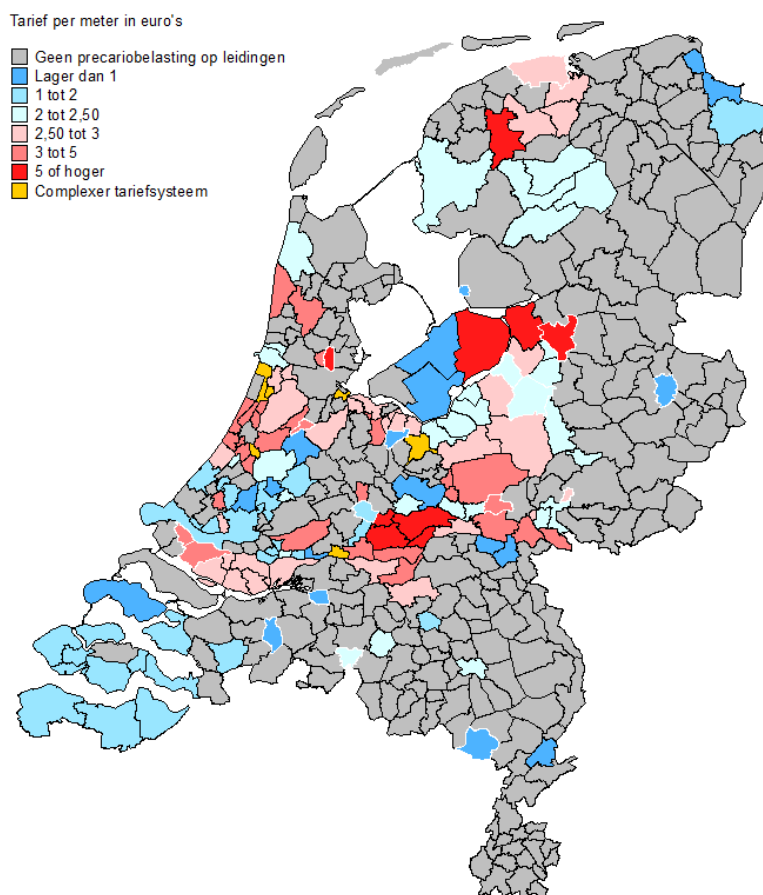 Tarief per meter in euro's
Geen precariobelasting op leidingen
Lager dan 1
1 tot 2
2 tot 2,50
2,50 tot 3
3 tot 5
5 of hoger
Complexer tariefsysteem